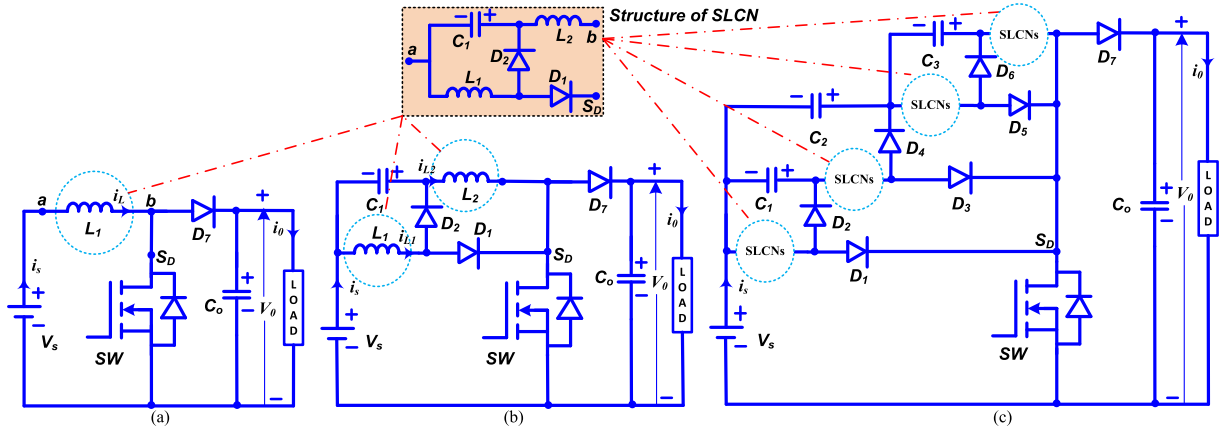 Structure of SLCN
a
C1
L2
b
D2
L1
D1
SD
a
iL
b
L1
D7
i0
SD
is
Vs
SW
Co
V0
LOAD
(a)
C1
iL2
L2
D7
i0
L1
iL1
D2
D1
SD
is
Vs
SW
Co
V0
LOAD
(b)
SLCNs
C3
D6
D7
i0
SLCNs
C2
D5
D4
SLCNs
C1
D3
D2
SLCNs
D1
SD
is
Vs
SW
Co
V0
LOAD
(c)